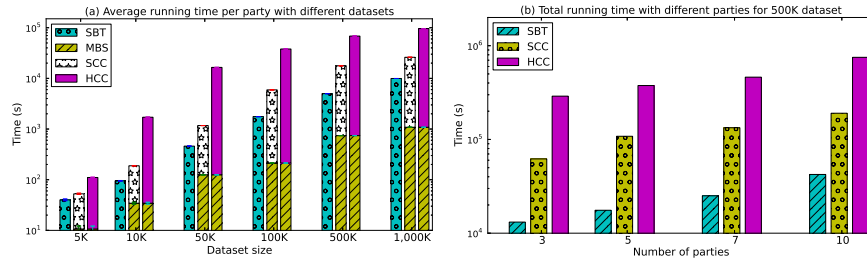 (a) Average running time per party with different datasets
10^5
10^4
10^3
10^2
10^1
Time (s)
SBT
MBS
SCC
HCC
5K 10K 50K 100K 500K 1,000K
Dataset size
(b) Total running time with different parties for 500K dataset
10^6
10^5
10^4
Time (s)
SBT
SCC
HCC
3 5 7 10
Number of parties